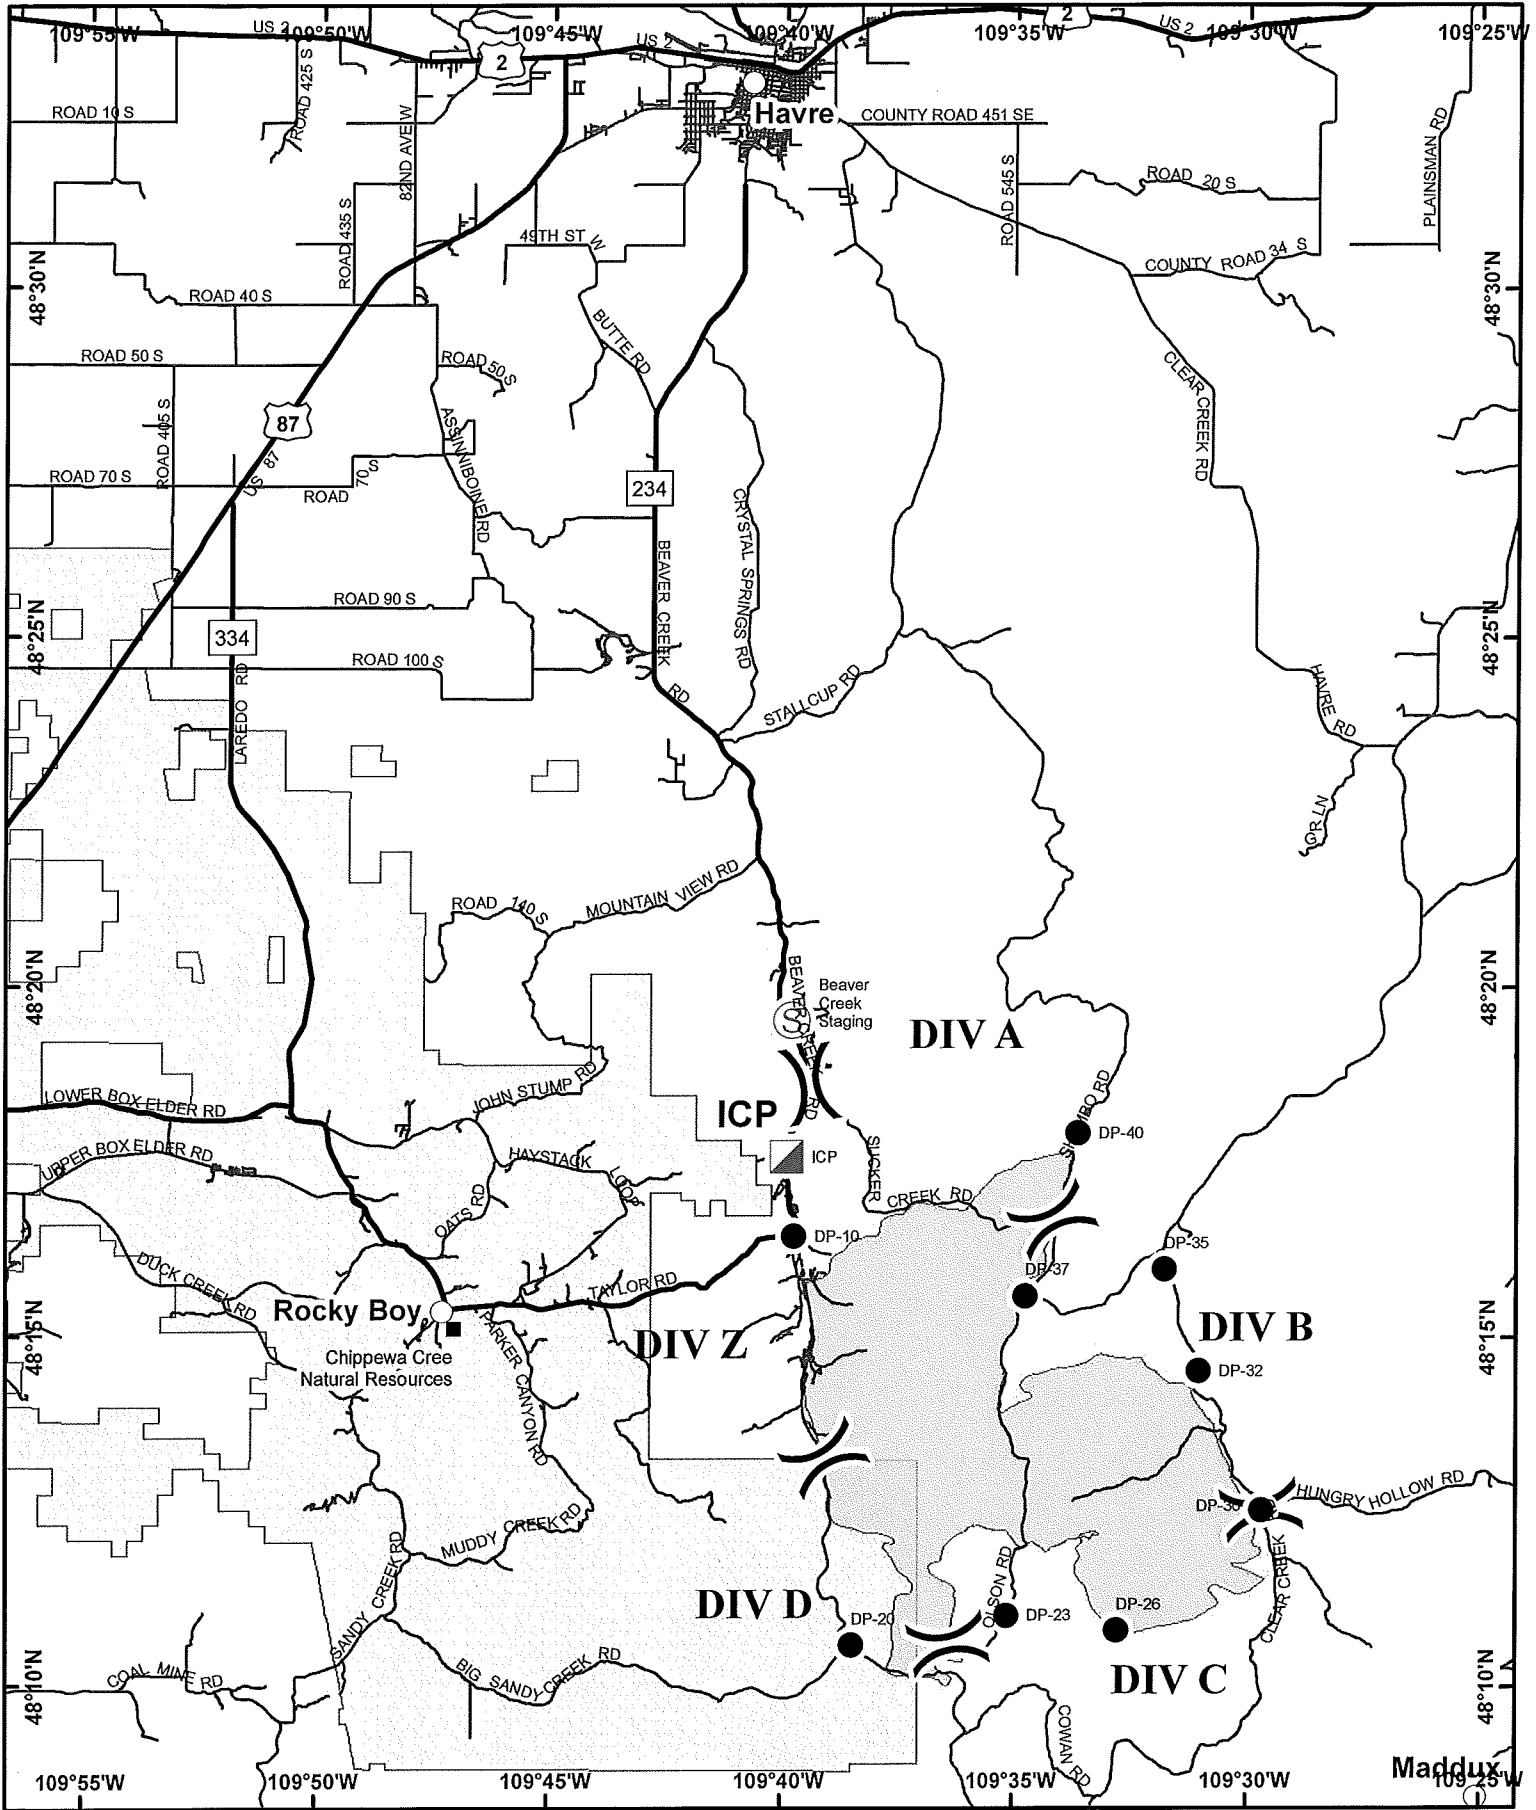 2
109°55'W
US 2
109°50'W
109°45'W
US 2
109°40'W
109°35'W
US 2
109°30'W
109°25'W
2
ROAD 425 S
ROAD 10 S
82ND AVE W
Havre
COUNTY ROAD 451 SE
PLAINSMAN RD
ROAD 545 S
ROAD 20 S
ROAD 435 S
49TH ST W
COUNTY ROAD 34 S
48°30'N
48°30'N
ROAD 40 S
BUTTE RD
ROAD 50 S
ROAD 50 S
CLEAR CREEK RD
ROAD 405 S
87
ASSINNIBOINE RD
US 87
ROAD 70 S
ROAD 70 S
234
CRYSTAL SPRINGS RD
BEAVER CREEK RD
ROAD 90 S
48°25'N
48°25'N
334
ROAD 100 S
LAREDO RD
STALLCUP RD
HAVRE RD
GR LN
MOUNTAIN VIEW RD
ROAD 140 S
48°20'N
48°20'N
BEAVER CREEK RD
Beaver
Creek
Staging
S
DIV A
LOWER BOX ELDER RD
JOHN STUMP RD
ICP
SHAMBO RD
DP-40
UPPER BOX ELDER RD
HAYSTACK LOOP
ICP
SUCKER CREEK RD
OATS RD
DP-10
DP-35
DUCK CREEK RD
TAYLOR RD
DP-37
Rocky Boy
48°15'N
48°15'N
DIV Z
DIV B
PARKER CANYON RD
Chippewa Cree
Natural Resources
DP-32
HUNGRY HOLLOW RD
MUDDY CREEK RD
SANDY CREEK RD
OLSON RD
CLEAR CREEK
DIV D
DP-20
DP-23
DP-26
BIG SANDY CREEK RD
COAL MINE RD
48°10'N
48°10'N
DIV C
COWAN RD
Maddux
109°55'W
109°50'W
109°45'W
109°40'W
109°35'W
109°30'W
109°25'W